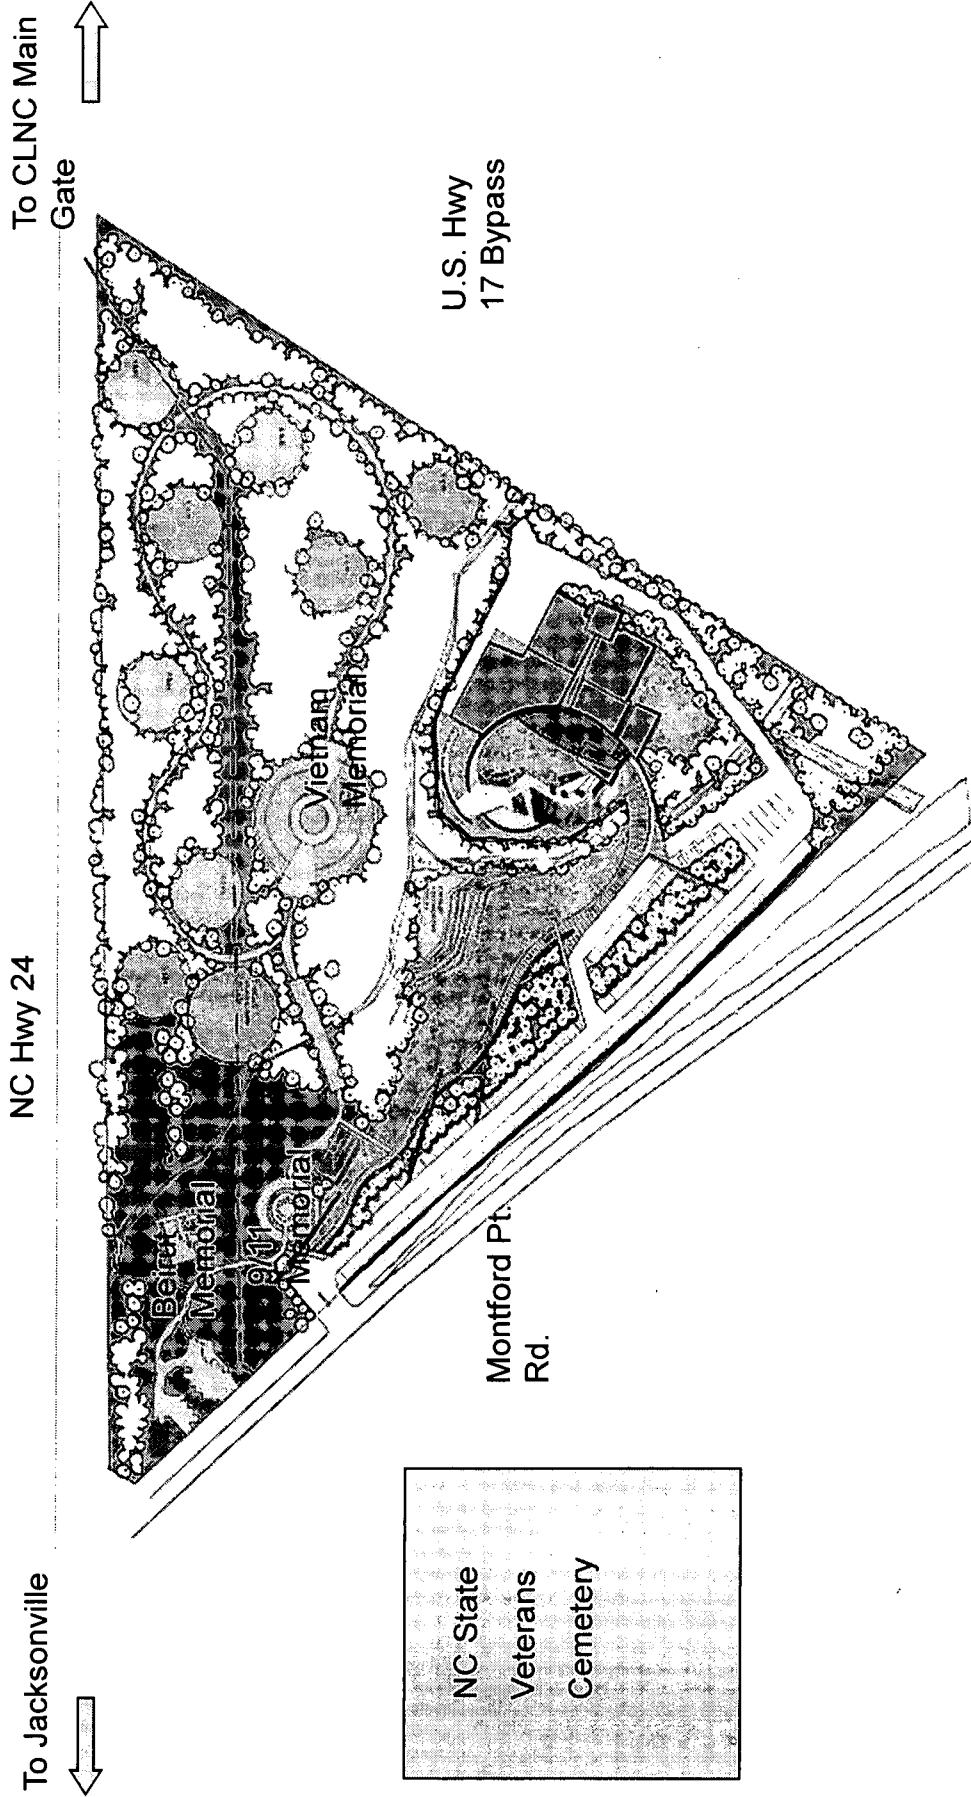 To Jacksonville
NC Hwy 24
To CLNC Main
Gate
Beirut
Memorial
9/11
Memorial
Vietnam
Memorial
U.S. Hwy
17 Bypass
Montford Pt.
Rd.
NC State
Veterans
Cemetery